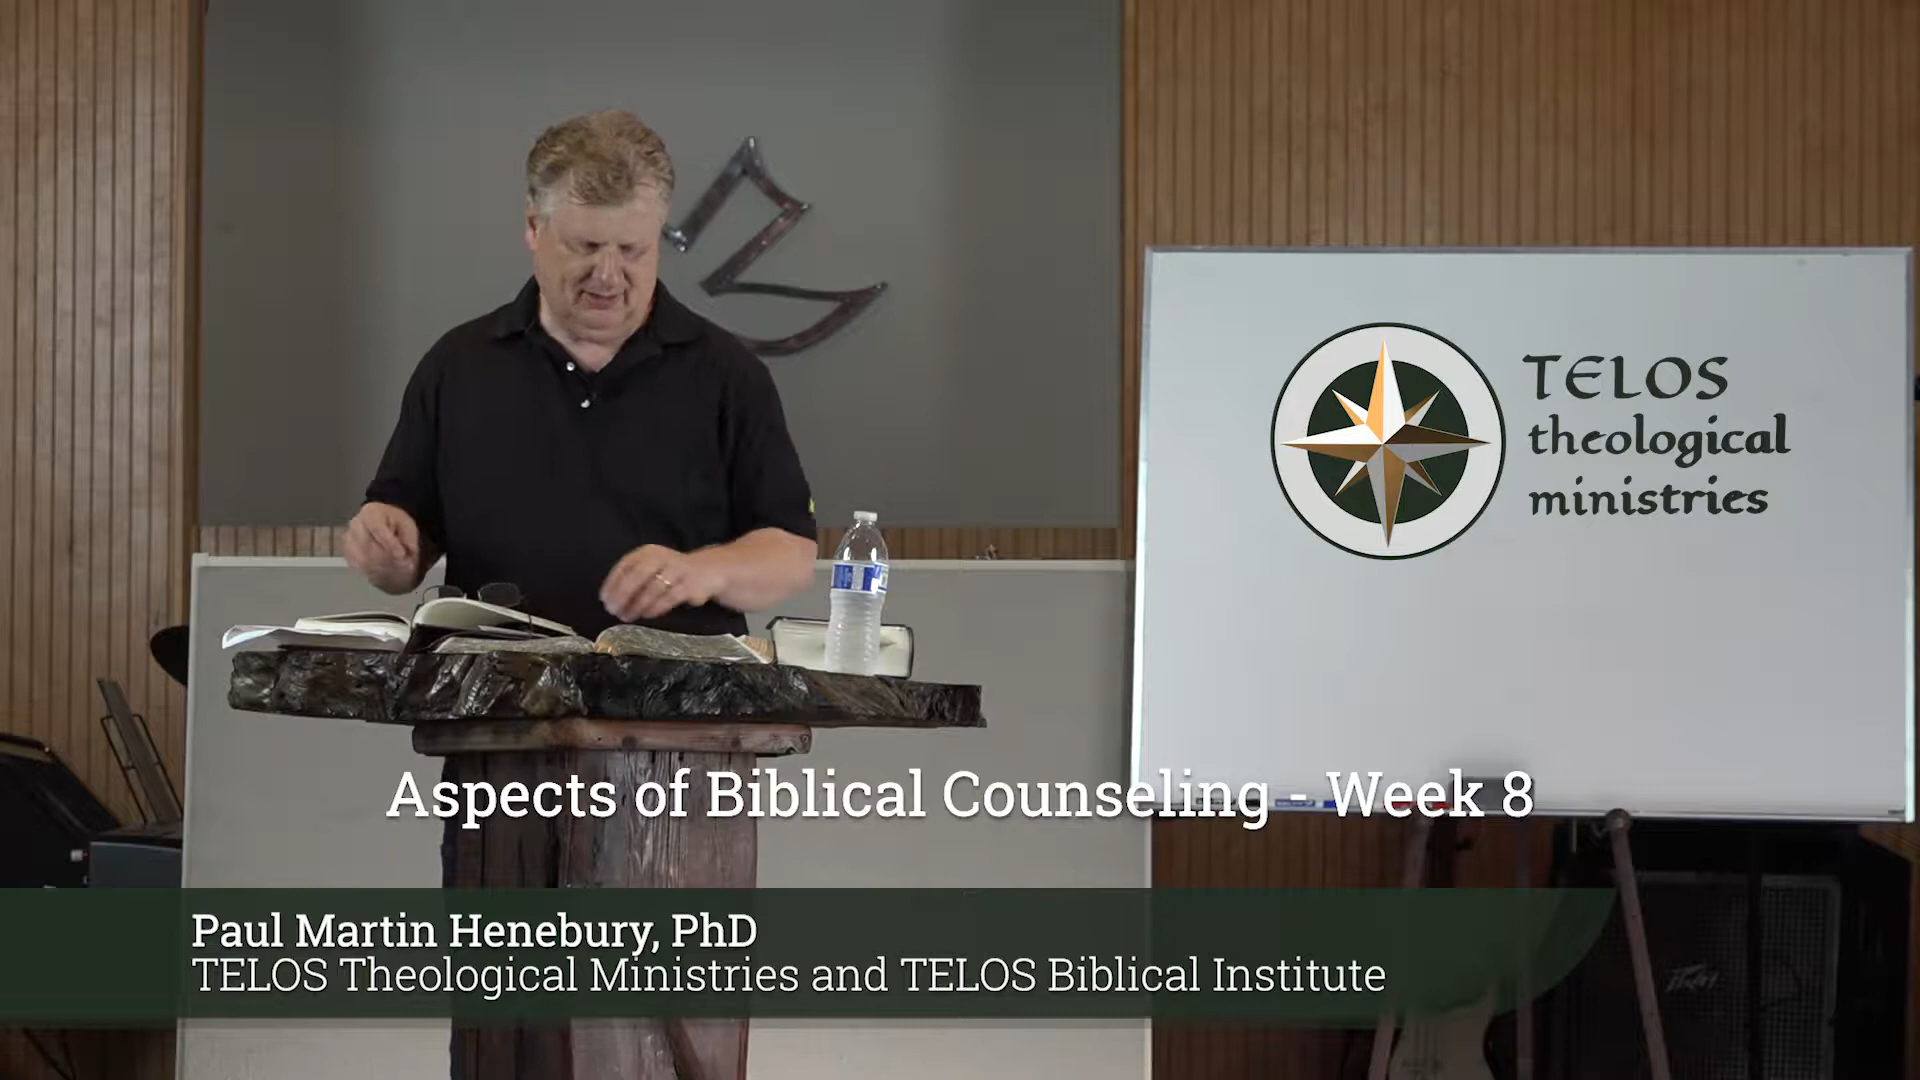 TELOS
theological
ministries
Aspects of Biblical Counseling - Week 8
Paul Martin Henebury, PhD
TELOS Theological Ministries and TELOS Biblical Institute